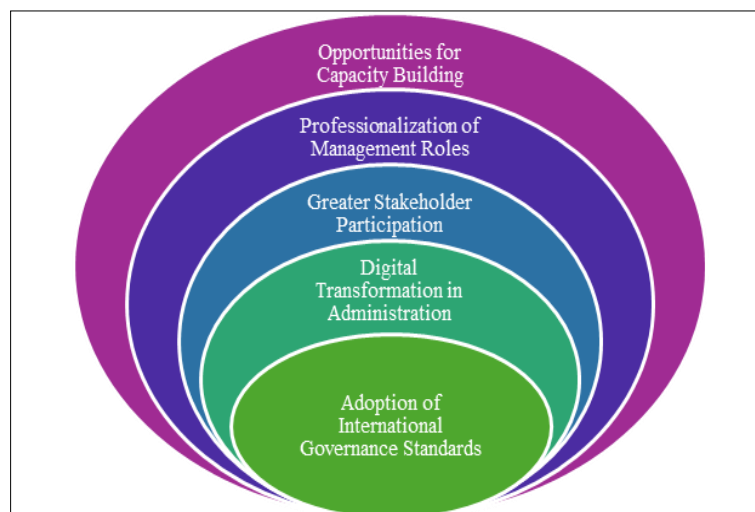 Opportunities for
Capacity Building
Professionalization of
Management Roles
Greater Stakeholder
Participation
Digital
Transformation in
Administration
Adoption of
International
Governance Standards